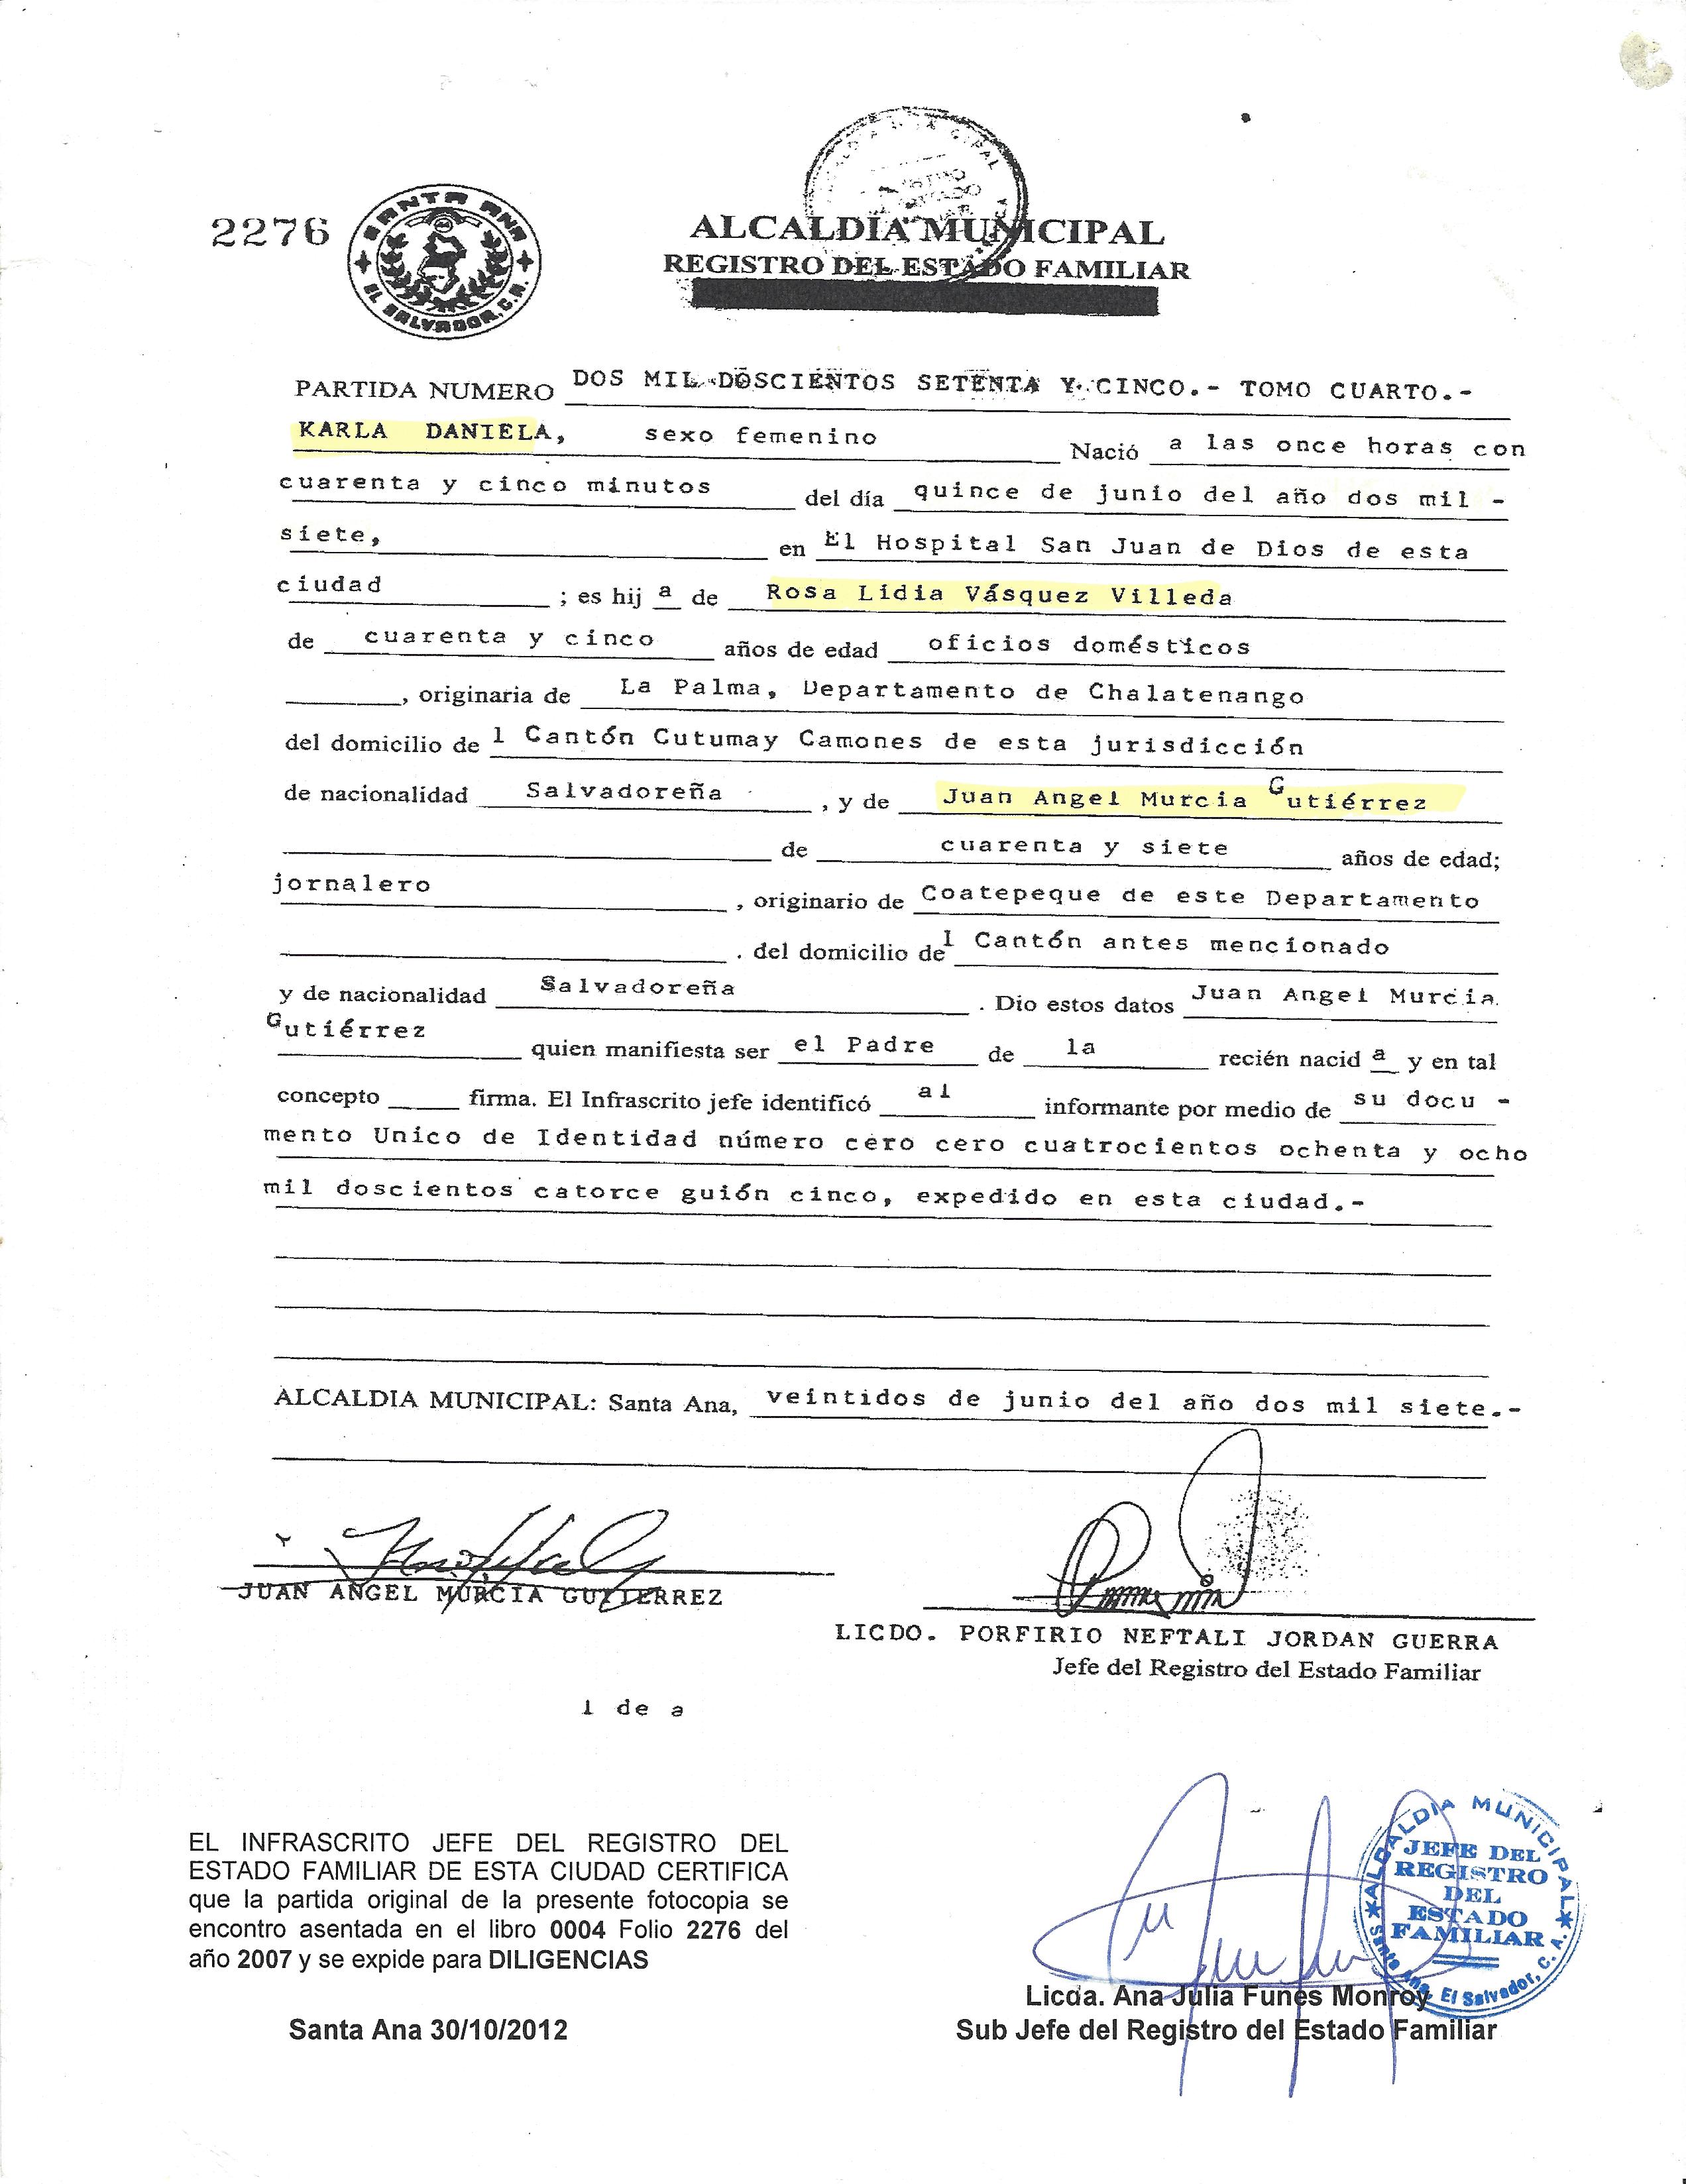 2276
SANTA ANA
EL SALVADOR, C.A.
ALCALDIA MUNICIPAL
REGISTRO DEL ESTADO FAMILIAR
PARTIDA NUMERO DOS MIL DOSCIENTOS SETENTA Y CINCO.- TOMO CUARTO.-
KARLA DANIELA, sexo femenino Nació a las once horas con
cuarenta y cinco minutos del día quince de junio del año dos mil -
siete, en El Hospital San Juan de Dios de esta
ciudad ; es hij a de Rosa Lidia Vásquez Villeda
de cuarenta y cinco años de edad oficios domésticos
, originaria de La Palma, Departamento de Chalatenango
del domicilio de l Cantón Cutumay Camones de esta jurisdicción
de nacionalidad Salvadoreña , y de Juan Angel Murcia Gutiérrez
de cuarenta y siete años de edad;
jornalero , originario de Coatepeque de este Departamento
. del domicilio de l Cantón antes mencionado
y de nacionalidad Salvadoreña . Dio estos datos Juan Angel Murcia
Gutiérrez quien manifiesta ser el Padre de la recién nacid a y en tal
concepto firma. El Infrascrito jefe identificó al informante por medio de su docu -
mento Unico de Identidad número cero cero cuatrocientos ochenta y ocho
mil doscientos catorce guión cinco, expedido en esta ciudad.-
ALCALDIA MUNICIPAL: Santa Ana, veintidos de junio del año dos mil siete.-
JUAN ANGEL MURCIA GUTIERREZ
LICDO. PORFIRIO NEFTALI JORDAN GUERRA
Jefe del Registro del Estado Familiar
l de a
EL INFRASCRITO JEFE DEL REGISTRO DEL
ESTADO FAMILIAR DE ESTA CIUDAD CERTIFICA
que la partida original de la presente fotocopia se
encontro asentada en el libro 0004 Folio 2276 del
año 2007 y se expide para DILIGENCIAS
Santa Ana 30/10/2012
ALCALDIA MUNICIPAL
JEFE DEL
REGISTRO
DEL
ESTADO
FAMILIAR
Santa Ana, El Salvador, C. A.
Licda. Ana Julia Funes Monroy
Sub Jefe del Registro del Estado Familiar